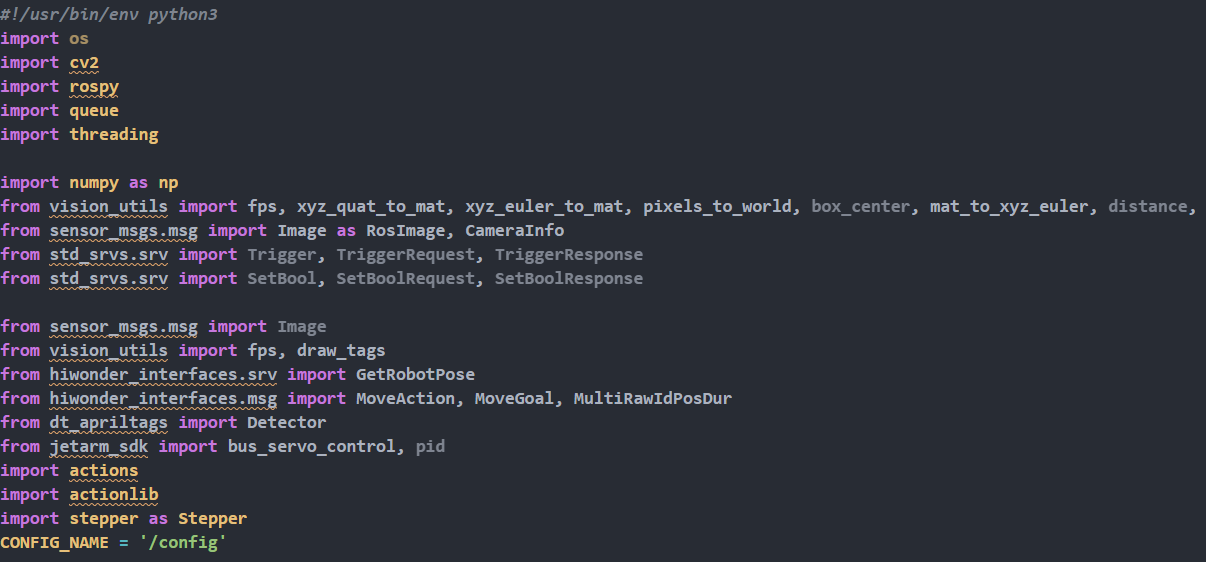 #!/usr/bin/env python3
import os
import cv2
import rospy
import queue
import threading
import numpy as np
from vision_utils import fps, xyz_quat_to_mat, xyz_euler_to_mat, pixels_to_world, box_center, mat_to_xyz_euler, distance,
from sensor_msgs.msg import Image as RosImage, CameraInfo
from std_srvs.srv import Trigger, TriggerRequest, TriggerResponse
from std_srvs.srv import SetBool, SetBoolRequest, SetBoolResponse
from sensor_msgs.msg import Image
from vision_utils import fps, draw_tags
from hiwonder_interfaces.srv import GetRobotPose
from hiwonder_interfaces.msg import MoveAction, MoveGoal, MultiRawIdPosDur
from dt_apriltags import Detector
from jetarm_sdk import bus_servo_control, pid
import actions
import actionlib
import stepper as Stepper
CONFIG_NAME = '/config'